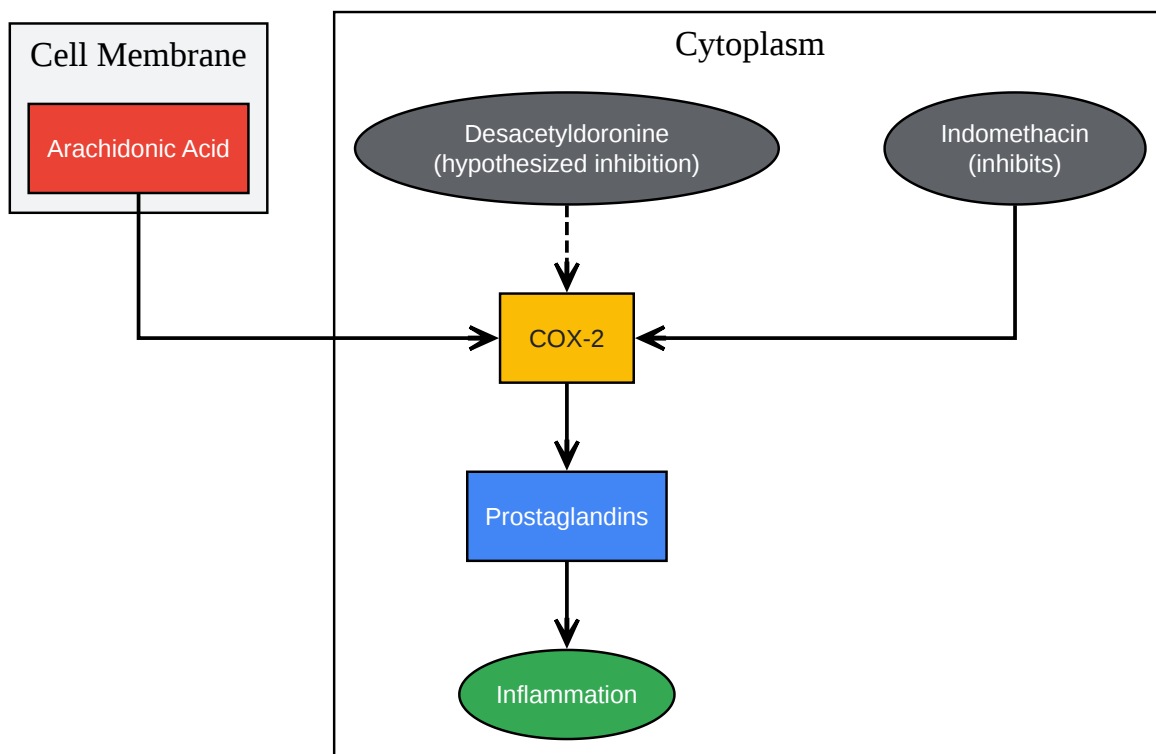 Cell Membrane
Arachidonic Acid
Cytoplasm
Desacetyldoronine
(hypothesized inhibition)
Indomethacin
(inhibits)
COX-2
Prostaglandins
Inflammation